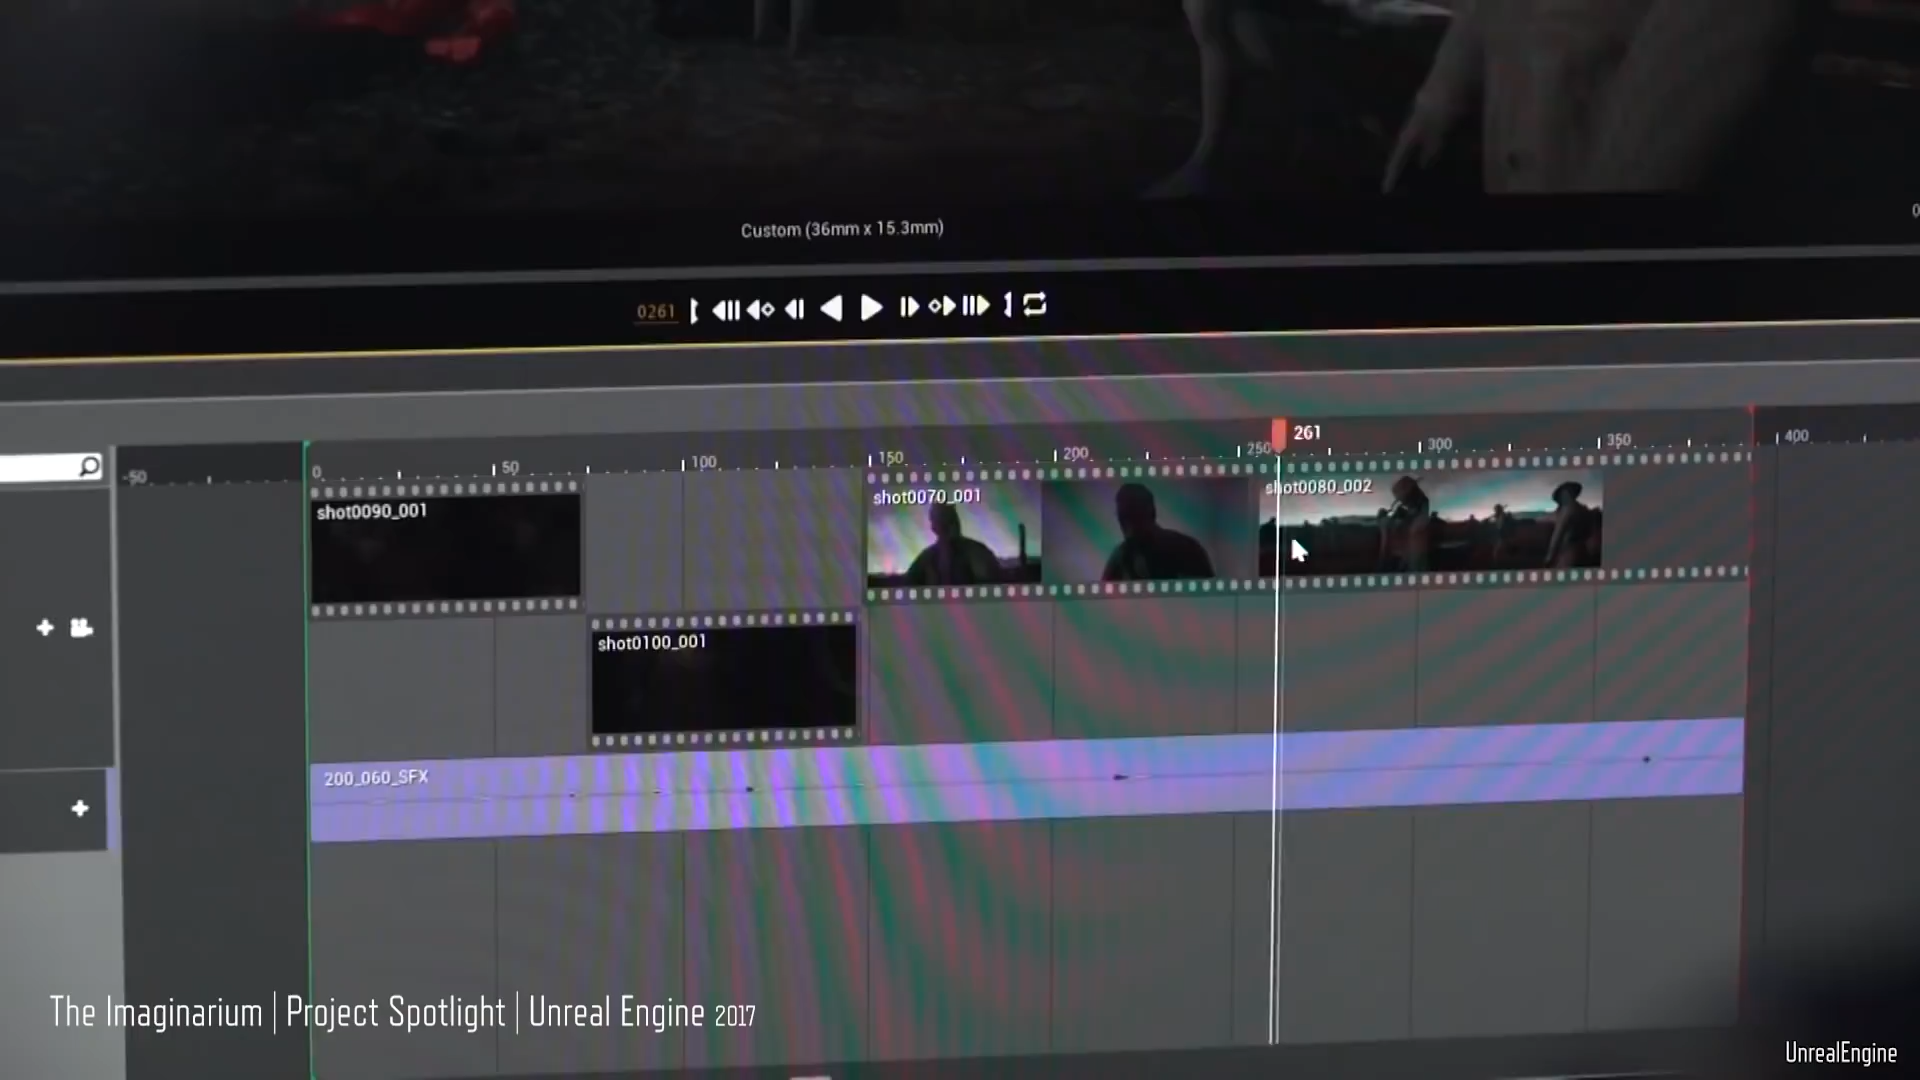 Custom (36mm x 15.3mm)
0261
261
-50
0
50
100
150
200
250
300
350
400
shot0090_001
shot0070_001
shot0080_002
shot0100_001
200_060_SFX
The Imaginarium | Project Spotlight | Unreal Engine 2017
UnrealEngine